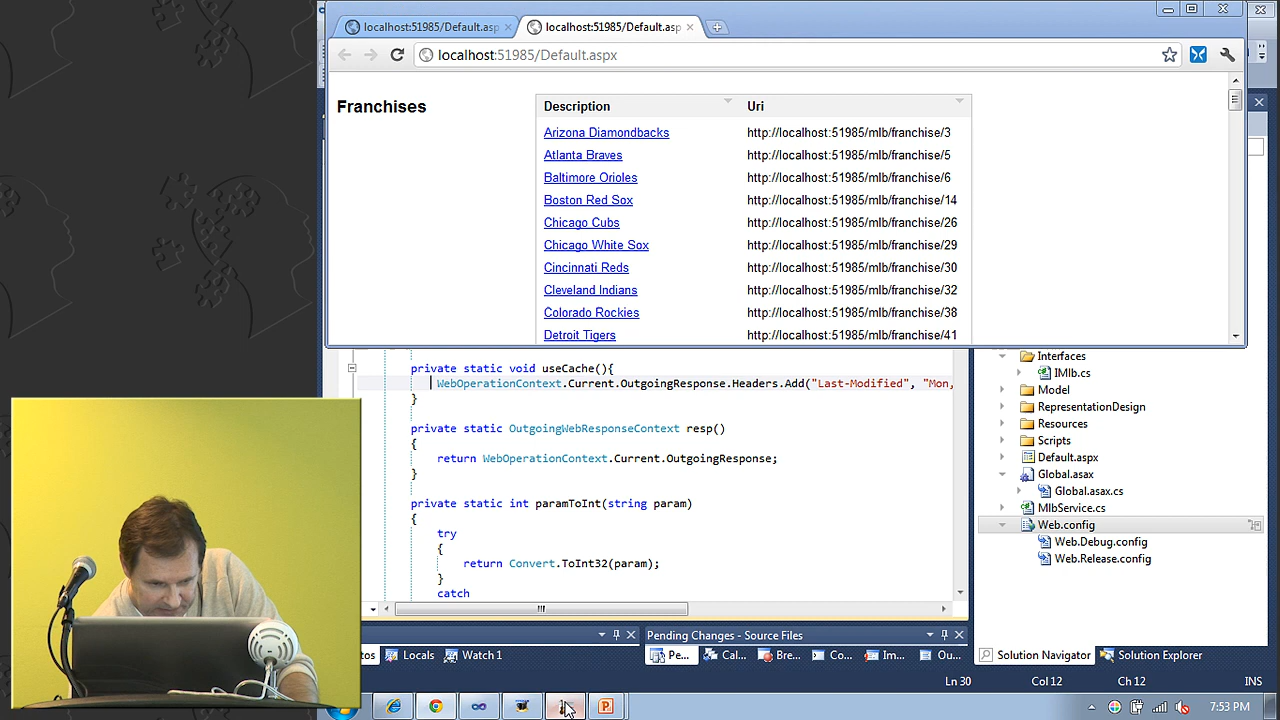 localhost:51985/Default.asp
localhost:51985/Default.asp
localhost:51985/Default.aspx
Franchises
Description Uri
Arizona Diamondbacks http://localhost:51985/mlb/franchise/3
Atlanta Braves http://localhost:51985/mlb/franchise/5
Baltimore Orioles http://localhost:51985/mlb/franchise/6
Boston Red Sox http://localhost:51985/mlb/franchise/14
Chicago Cubs http://localhost:51985/mlb/franchise/26
Chicago White Sox http://localhost:51985/mlb/franchise/29
Cincinnati Reds http://localhost:51985/mlb/franchise/30
Cleveland Indians http://localhost:51985/mlb/franchise/32
Colorado Rockies http://localhost:51985/mlb/franchise/38
Detroit Tigers http://localhost:51985/mlb/franchise/41
private static void useCache(){
WebOperationContext.Current.OutgoingResponse.Headers.Add("Last-Modified", "Mon,
}
private static OutgoingWebResponseContext resp()
{
return WebOperationContext.Current.OutgoingResponse;
}
private static int paramToInt(string param)
{
try
{
return Convert.ToInt32(param);
}
catch
Interfaces
IMlb.cs
Model
RepresentationDesign
Resources
Scripts
Default.aspx
Global.asax
Global.asax.cs
MlbService.cs
Web.config
Web.Debug.config
Web.Release.config
Pending Changes - Source Files
tos Locals Watch 1
Pe... Cal... Bre... Co... Im... Ou...
Solution Navigator Solution Explorer
Ln 30 Col 12 Ch 12 INS
7:53 PM